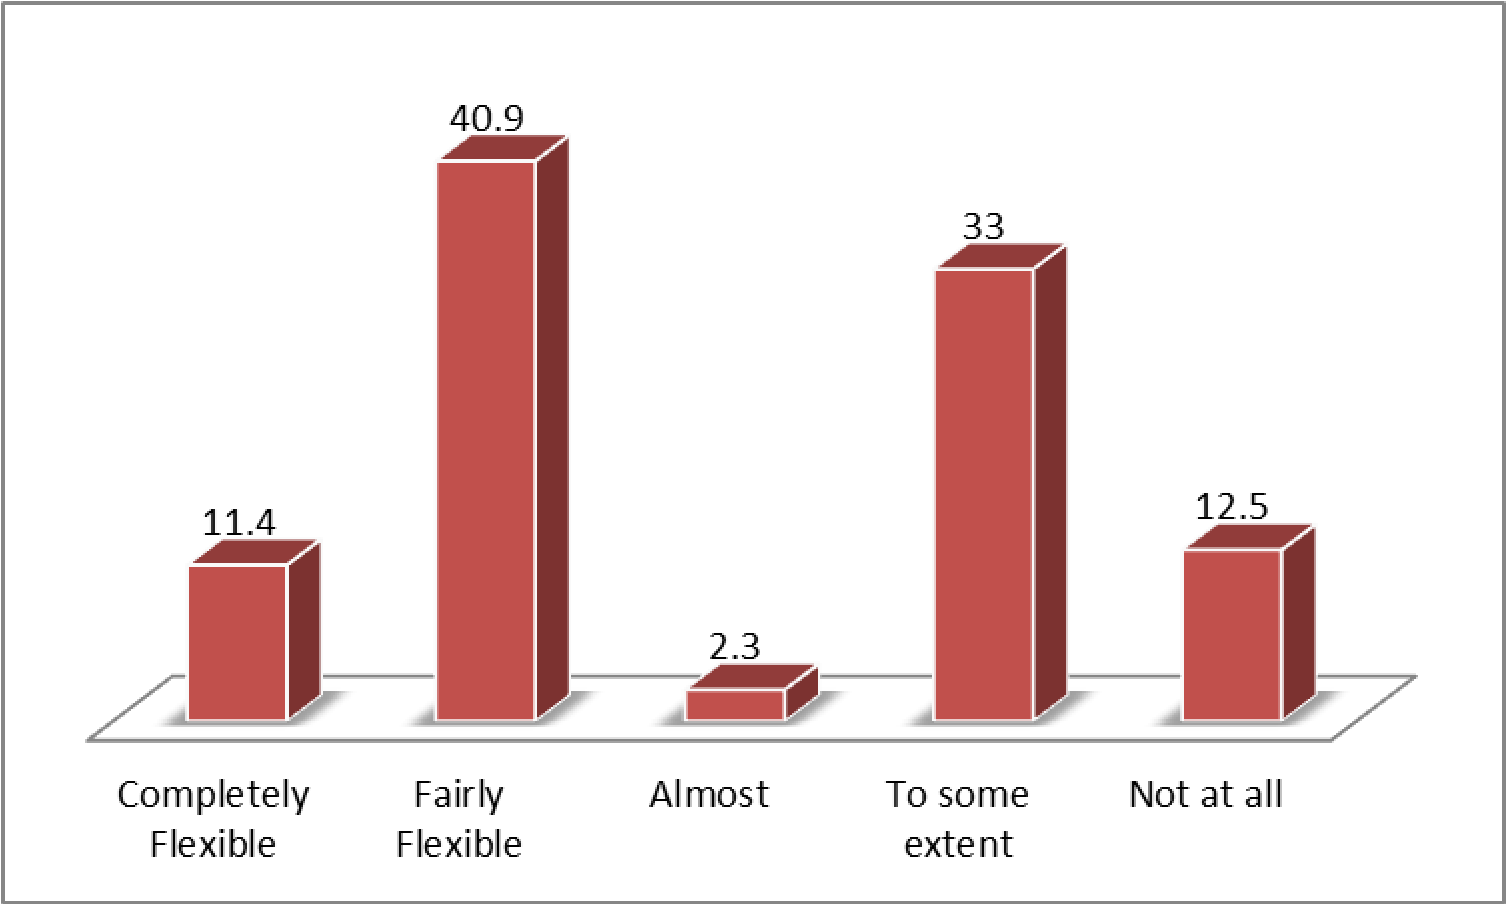 40.9
33
11.4
12.5
2.3
Completely
Flexible
Fairly
Flexible
Almost
To some
extent
Not at all